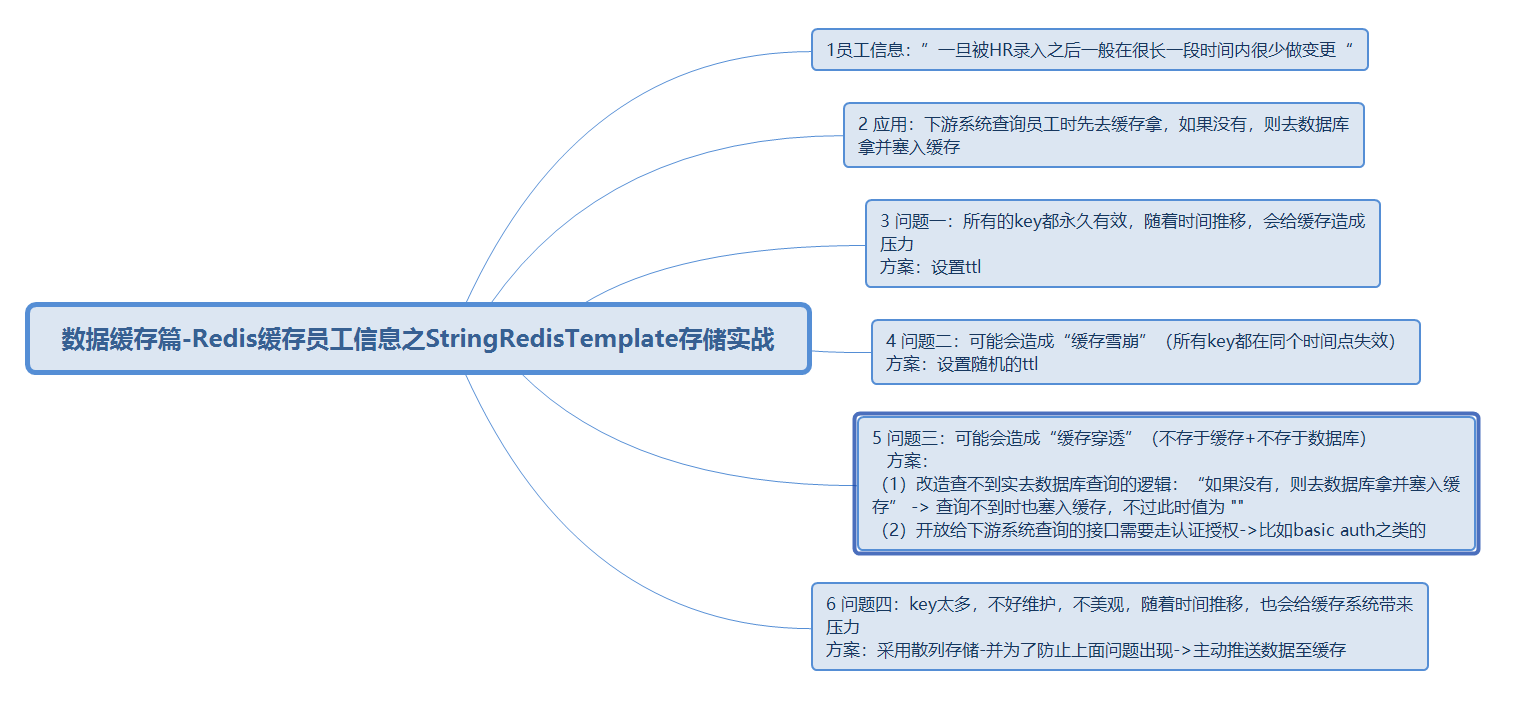 1员工信息：”一旦被HR录入之后一般在很长一段时间内很少做变更“
2 应用：下游系统查询员工时先去缓存拿，如果没有，则去数据库
拿并塞入缓存
3 问题一：所有的key都永久有效，随着时间推移，会给缓存造成
压力
方案：设置ttl
数据缓存篇-Redis缓存员工信息之StringRedisTemplate存储实战
4 问题二：可能会造成“缓存雪崩”（所有key都在同个时间点失效）
方案：设置随机的ttl
5 问题三：可能会造成“缓存穿透”（不存于缓存+不存于数据库）
方案：
（1）改造查不到实去数据库查询的逻辑：“如果没有，则去数据库拿并塞入缓
存” -> 查询不到时也塞入缓存，不过此时值为 ""
（2）开放给下游系统查询的接口需要走认证授权->比如basic auth之类的
6 问题四：key太多，不好维护，不美观，随着时间推移，也会给缓存系统带来
压力
方案：采用散列存储-并为了防止上面问题出现->主动推送数据至缓存